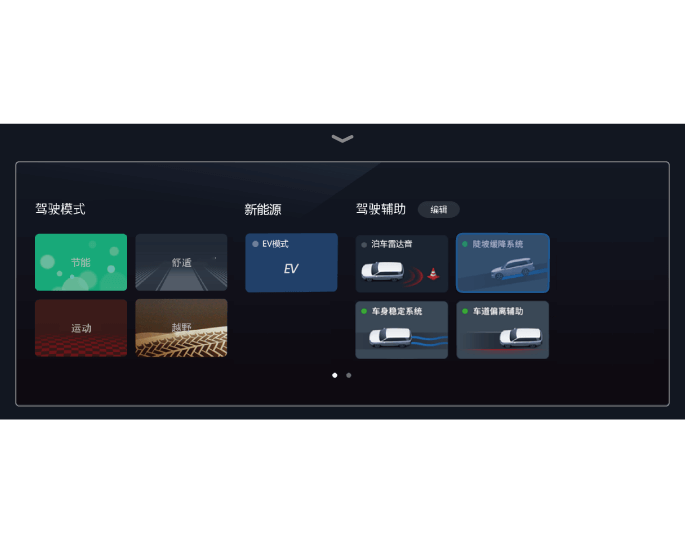 驾驶模式
新能源
驾驶辅助
编辑
节能
舒适
运动
越野
EV模式
EV
泊车雷达音
陡坡缓降系统
车身稳定系统
车道偏离辅助